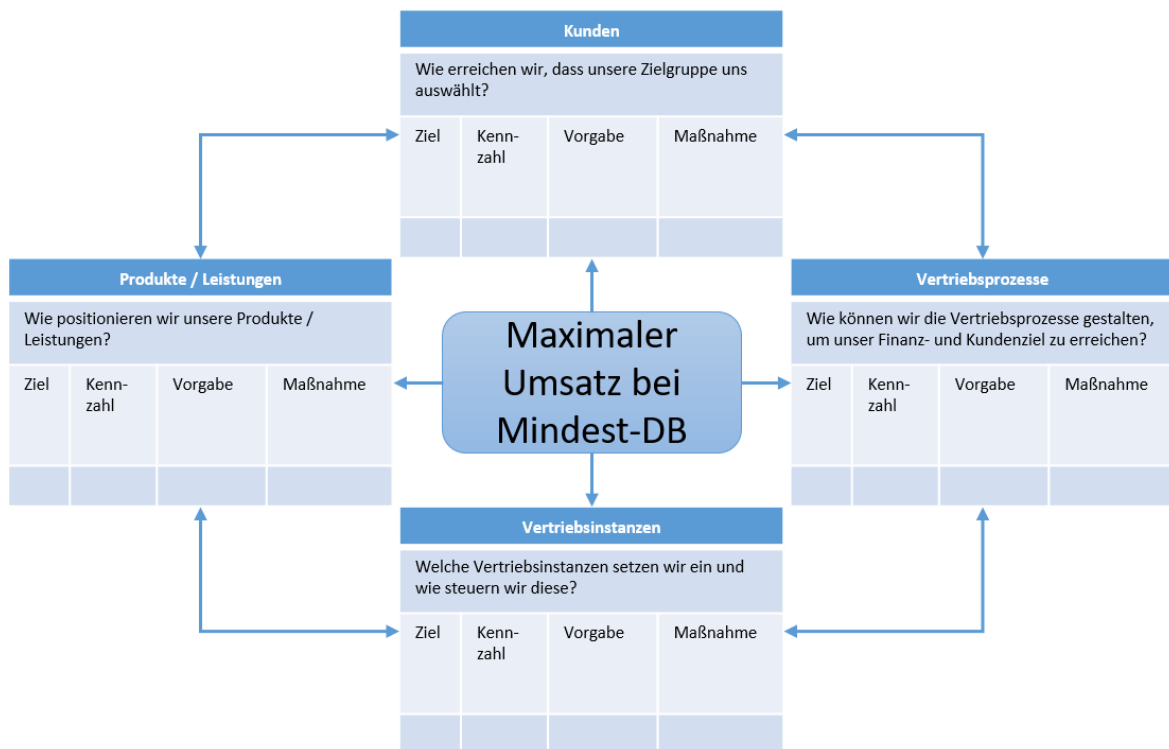 Kunden
Wie erreichen wir, dass unsere Zielgruppe uns
auswählt?
Ziel Kenn- Vorgabe Maßnahme
zahl
Produkte / Leistungen
Wie positionieren wir unsere Produkte /
Leistungen?
Ziel Kenn- Vorgabe Maßnahme
zahl
Maximaler
Umsatz bei
Mindest-DB
Vertriebsprozesse
Wie können wir die Vertriebsprozesse gestalten,
um unser Finanz- und Kundenziel zu erreichen?
Ziel Kenn- Vorgabe Maßnahme
zahl
Vertriebsinstanzen
Welche Vertriebsinstanzen setzen wir ein und
wie steuern wir diese?
Ziel Kenn- Vorgabe Maßnahme
zahl